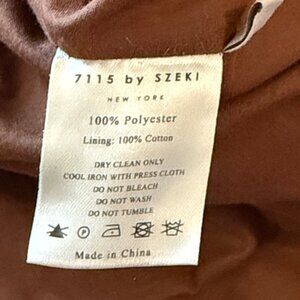 7115 by SZEKI
NEW YORK
100% Polyester
Lining: 100% Cotton
DRY CLEAN ONLY
COOL IRON WITH PRESS CLOTH
DO NOT BLEACH
DO NOT WASH
DO NOT TUMBLE
Made in China